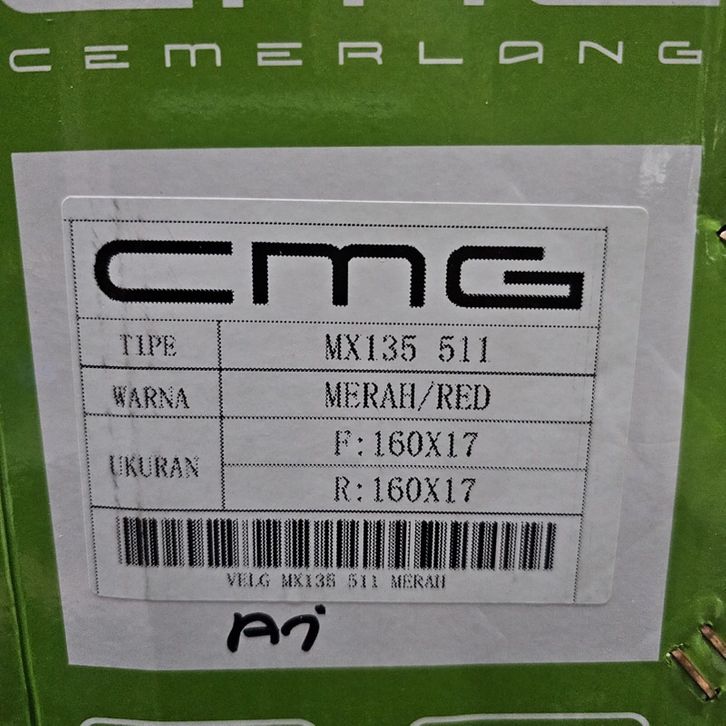 CEMERLANG
CMG
TIPE MX135 511
WARNA MERAH/RED
UKURAN F:160X17
R:160X17
VELG MX135 511 MERAH